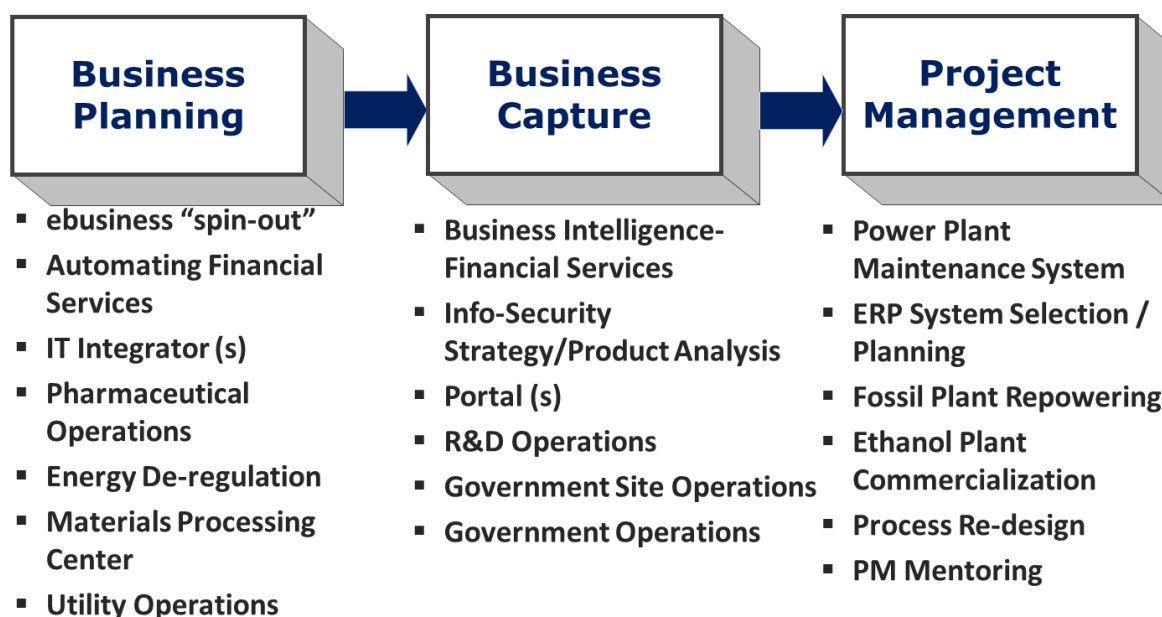 Business
Planning
Business
Capture
Project
Management
▪ ebusiness “spin-out”
▪ Automating Financial
Services
▪ IT Integrator (s)
▪ Pharmaceutical
Operations
▪ Energy De-regulation
▪ Materials Processing
Center
▪ Utility Operations
▪ Business Intelligence-
Financial Services
▪ Info-Security
Strategy/Product Analysis
▪ Portal (s)
▪ R&D Operations
▪ Government Site Operations
▪ Government Operations
▪ Power Plant
Maintenance System
▪ ERP System Selection /
Planning
▪ Fossil Plant Repowering
▪ Ethanol Plant
Commercialization
▪ Process Re-design
▪ PM Mentoring